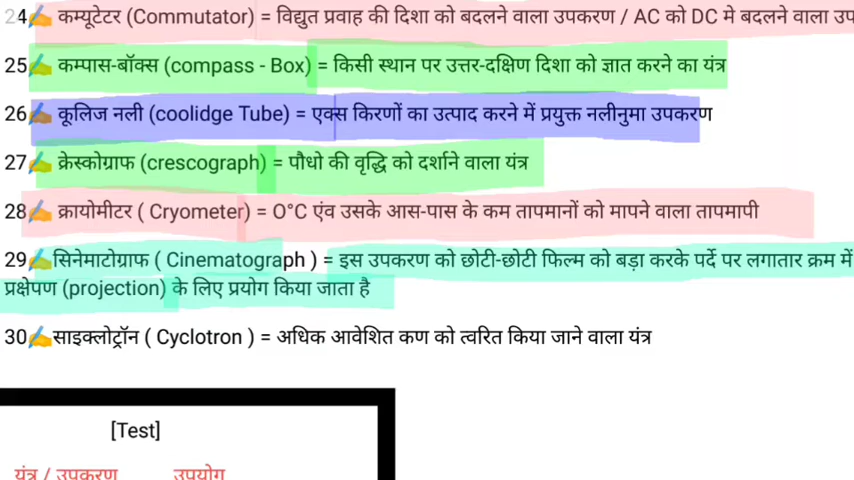 24✍ कम्यूटेटर (Commutator) = विद्युत प्रवाह की दिशा को बदलने वाला उपकरण / AC को DC मे बदलने वाला
25✍ कम्पास-बॉक्स (compass - Box) = किसी स्थान पर उत्तर-दक्षिण दिशा को ज्ञात करने का यंत्र
26✍ कूलिज नली (coolidge Tube) = एक्स किरणों का उत्पाद करने में प्रयुक्त नलीनुमा उपकरण
27✍ क्रेस्कोग्राफ (crescograph) = पौधो की वृद्धि को दर्शाने वाला यंत्र
28✍ क्रायोमीटर ( Cryometer) = 0°C एंव उसके आस-पास के कम तापमानों को मापने वाला तापमापी
29✍सिनेमाटोग्राफ ( Cinematograph ) = इस उपकरण को छोटी-छोटी फिल्म को बड़ा करके पर्दे पर लगातार क्रम में
प्रक्षेपण (projection) के लिए प्रयोग किया जाता है
30✍साइक्लोट्रॉन ( Cyclotron ) = अधिक आवेशित कण को त्वरित किया जाने वाला यंत्र
[Test]
यंत्र / उपकरण उपयोग